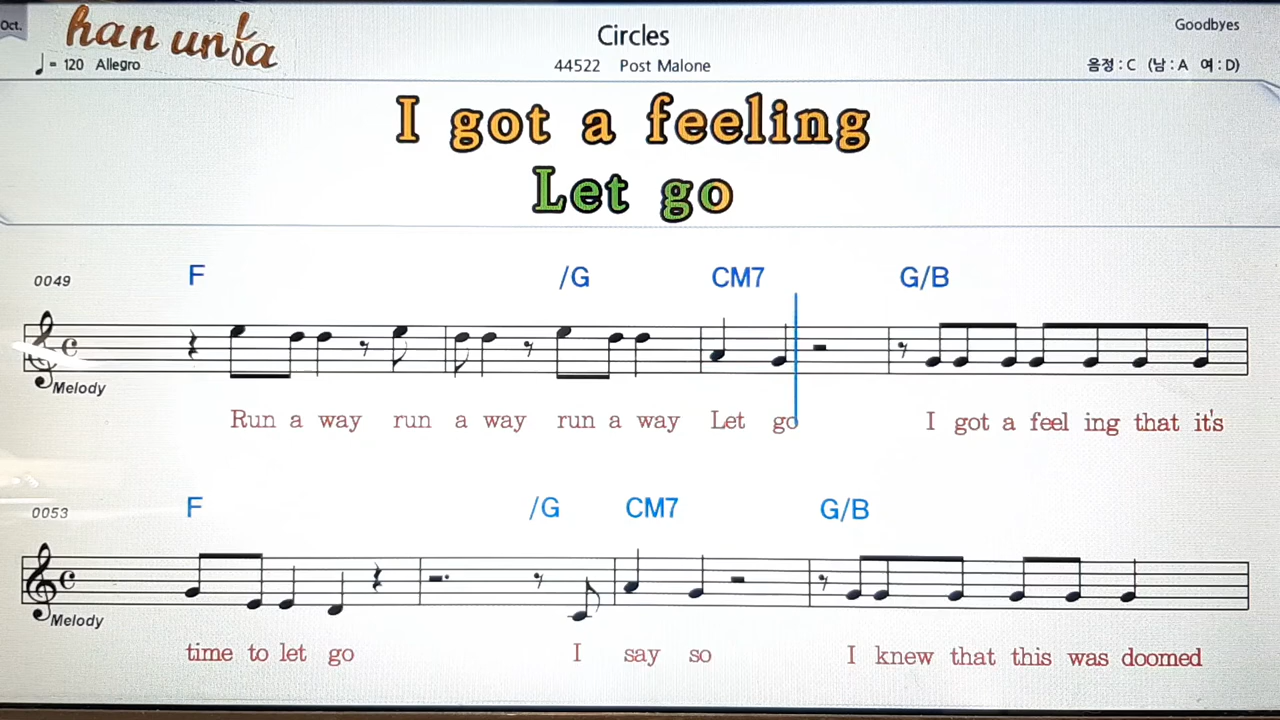 Oct.
han unfa
Circles
Goodbyes
♩= 120 Allegro
44522 Post Malone
음정 : C (남 : A 여 : D)
I got a feeling
Let go
0049
F /G CM7 G/B
Melody
Run a way run a way run a way Let go I got a feel ing that it's
0053
F /G CM7 G/B
Melody
time to let go I say so I knew that this was doomed